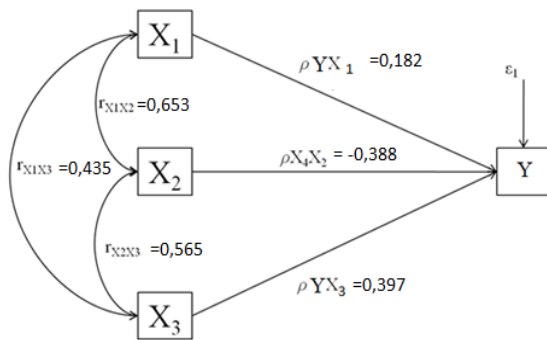 X1
ρYX1 =0,182
ε1
rX1X2 =0,653
rX1X3 =0,435
X2
ρX4X2 = -0,388
Y
rX2X3 =0,565
ρYX3 =0,397
X3